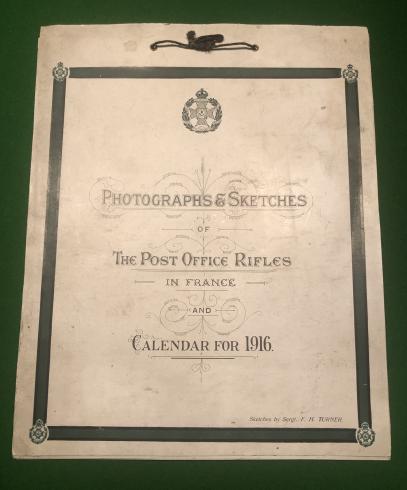 PHOTOGRAPHS & SKETCHES
OF
THE POST OFFICE RIFLES
IN FRANCE
AND
CALENDAR FOR 1916.
Sketches by Sergt. F. H. TURNER.